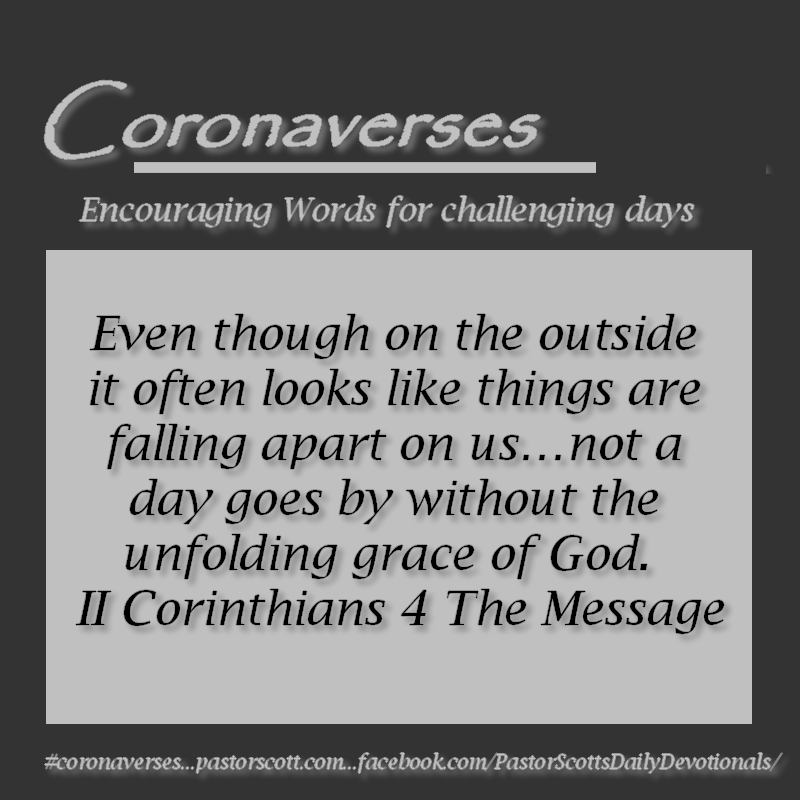 Coronaverses
Encouraging Words for challenging days
Even though on the outside
it often looks like things are
falling apart on us...not a
day goes by without the
unfolding grace of God.
II Corinthians 4 The Message
#coronaverses...pastorscott.com...facebook.com/PastorScottsDailyDevotionals/